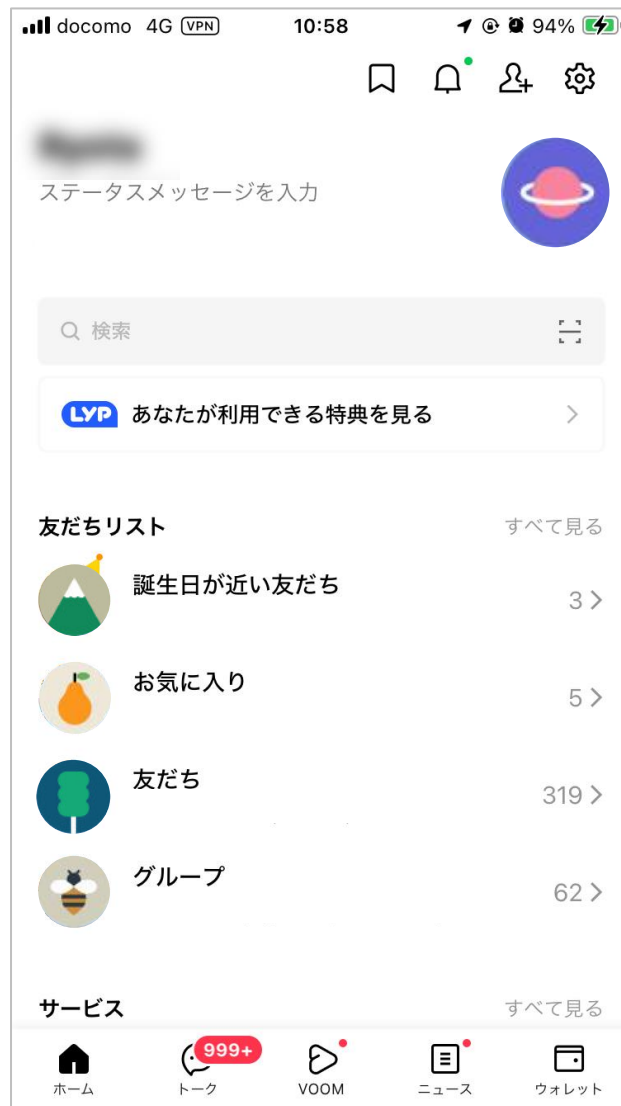 docomo 4G VPN 10:58 94%
ステータスメッセージを入力
検索
LYP あなたが利用できる特典を見る
友だちリスト すべて見る
誕生日が近い友だち 3
お気に入り 5
友だち 319
グループ 62
サービス すべて見る
999+
ホーム トーク VOOM ニュース ウォレット